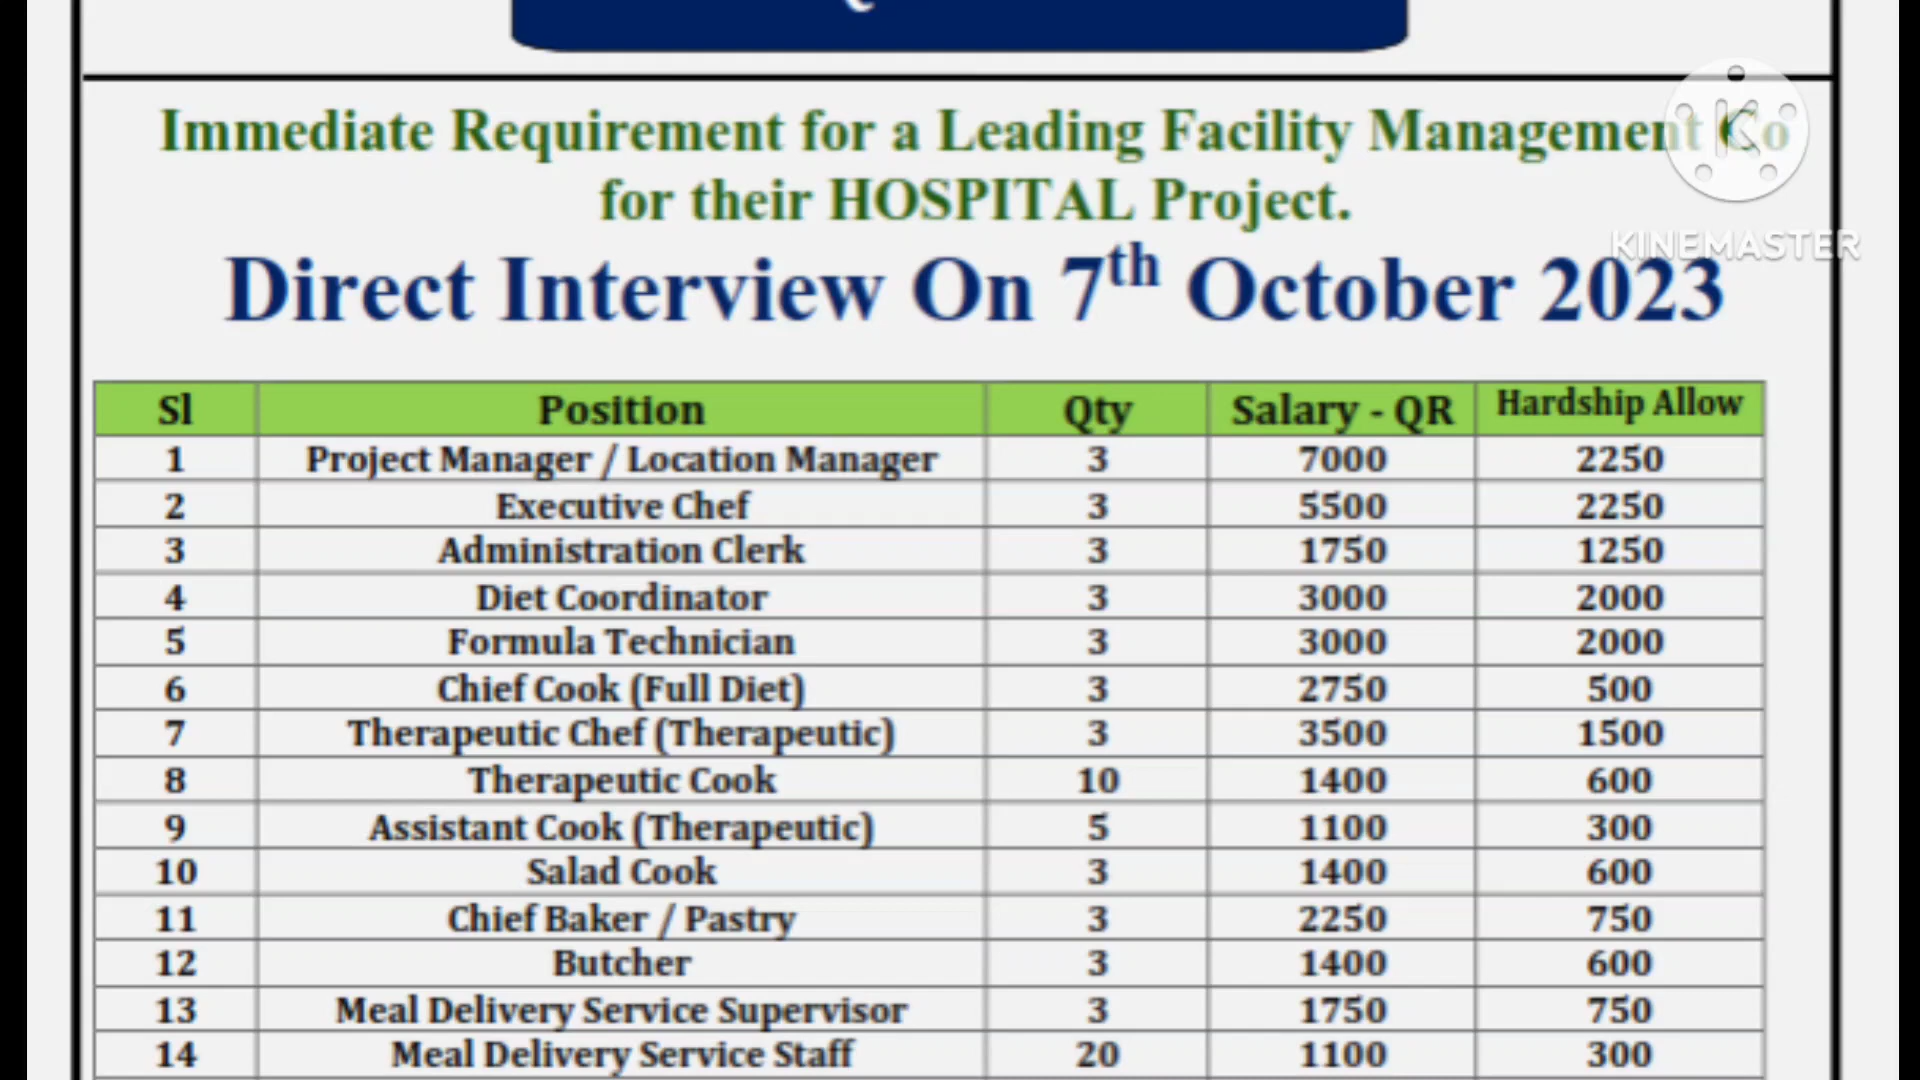 Immediate Requirement for a Leading Facility Management Co
for their HOSPITAL Project.
KINEMASTER
Direct Interview On 7th October 2023
Sl Position Qty Salary - QR Hardship Allow
1 Project Manager / Location Manager 3 7000 2250
2 Executive Chef 3 5500 2250
3 Administration Clerk 3 1750 1250
4 Diet Coordinator 3 3000 2000
5 Formula Technician 3 3000 2000
6 Chief Cook (Full Diet) 3 2750 500
7 Therapeutic Chef (Therapeutic) 3 3500 1500
8 Therapeutic Cook 10 1400 600
9 Assistant Cook (Therapeutic) 5 1100 300
10 Salad Cook 3 1400 600
11 Chief Baker / Pastry 3 2250 750
12 Butcher 3 1400 600
13 Meal Delivery Service Supervisor 3 1750 750
14 Meal Delivery Service Staff 20 1100 300